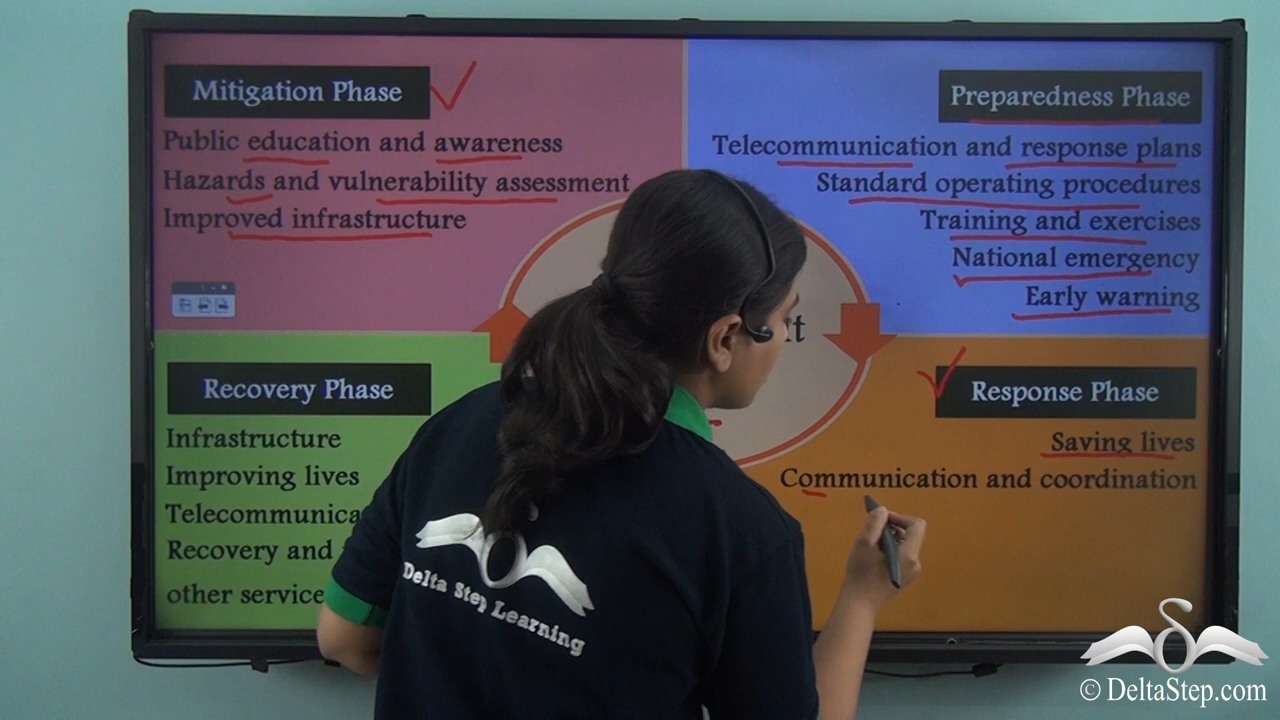 Mitigation Phase
Public education and awareness
Hazards and vulnerability assessment
Improved infrastructure
Preparedness Phase
Telecommunication and response plans
Standard operating procedures
Training and exercises
National emergency
Early warning
Recovery Phase
Infrastructure
Improving lives
Telecommunica
Recovery and
other service
Response Phase
Saving lives
Communication and coordination
Delta Step Learning
© DeltaStep.com